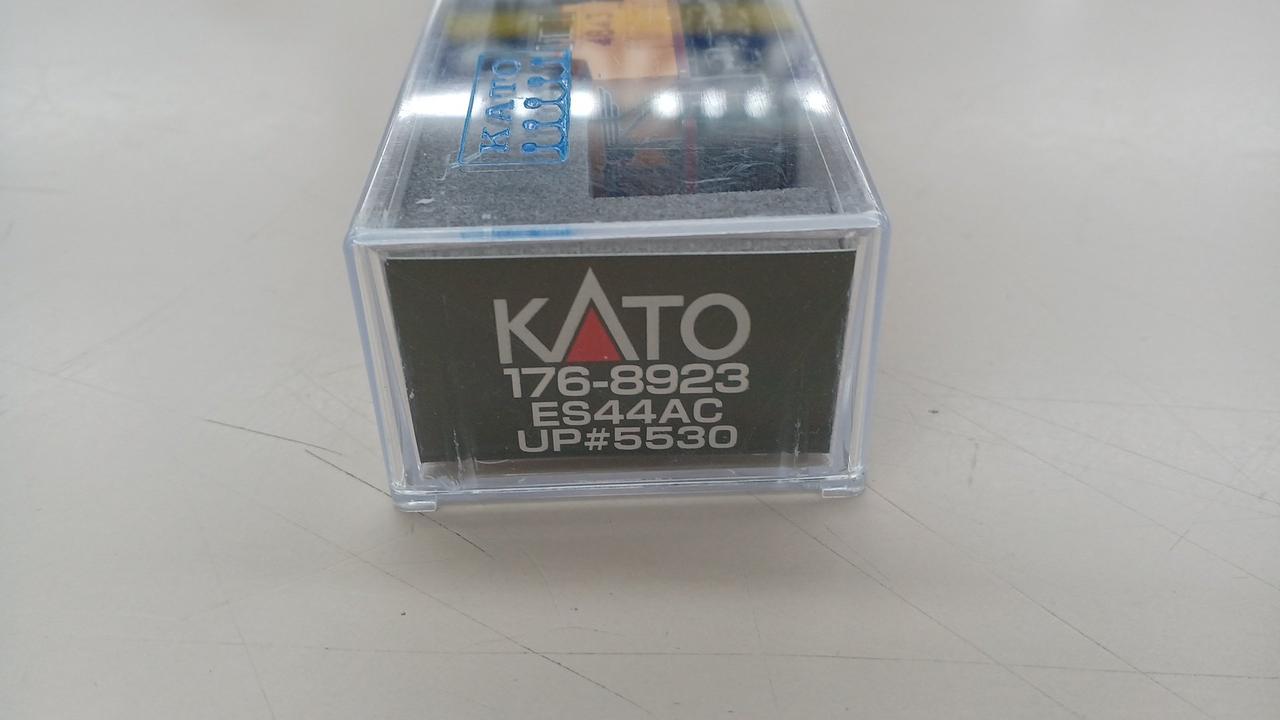 KATO
KATO
176-8923
ES44AC
UP#5530